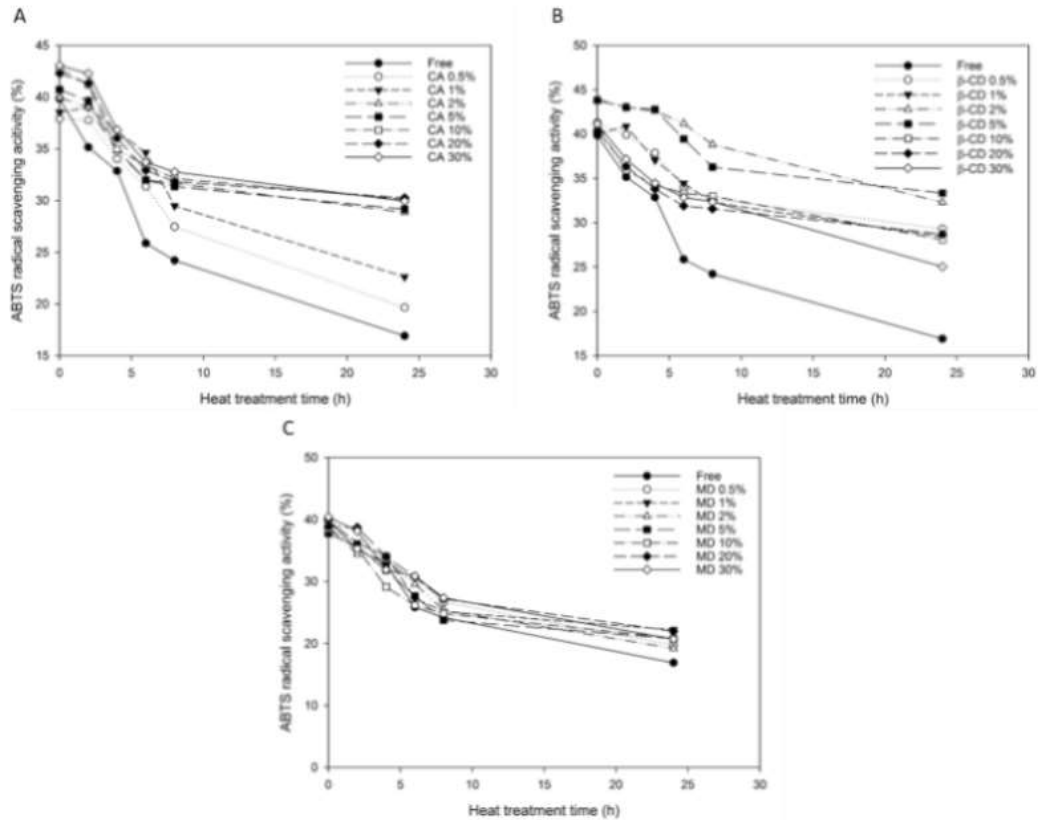 A
ABTS radical scavenging acitivity (%)
45
40
35
30
25
20
15
Free
CA 0.5%
CA 1%
CA 2%
CA 5%
CA 10%
CA 20%
CA 30%
0 5 10 15 20 25 30
Heat treatment time (h)
B
ABTS radical scavenging activity (%)
50
45
40
35
30
25
20
15
Free
β-CD 0.5%
β-CD 1%
β-CD 2%
β-CD 5%
β-CD 10%
β-CD 20%
β-CD 30%
0 5 10 15 20 25 30
Heat treatment time (h)
C
ABTS radical scavenging activity (%)
50
40
30
20
10
0
Free
MD 0.5%
MD 1%
MD 2%
MD 5%
MD 10%
MD 20%
MD 30%
0 5 10 15 20 25 30
Heat treatment time (h)